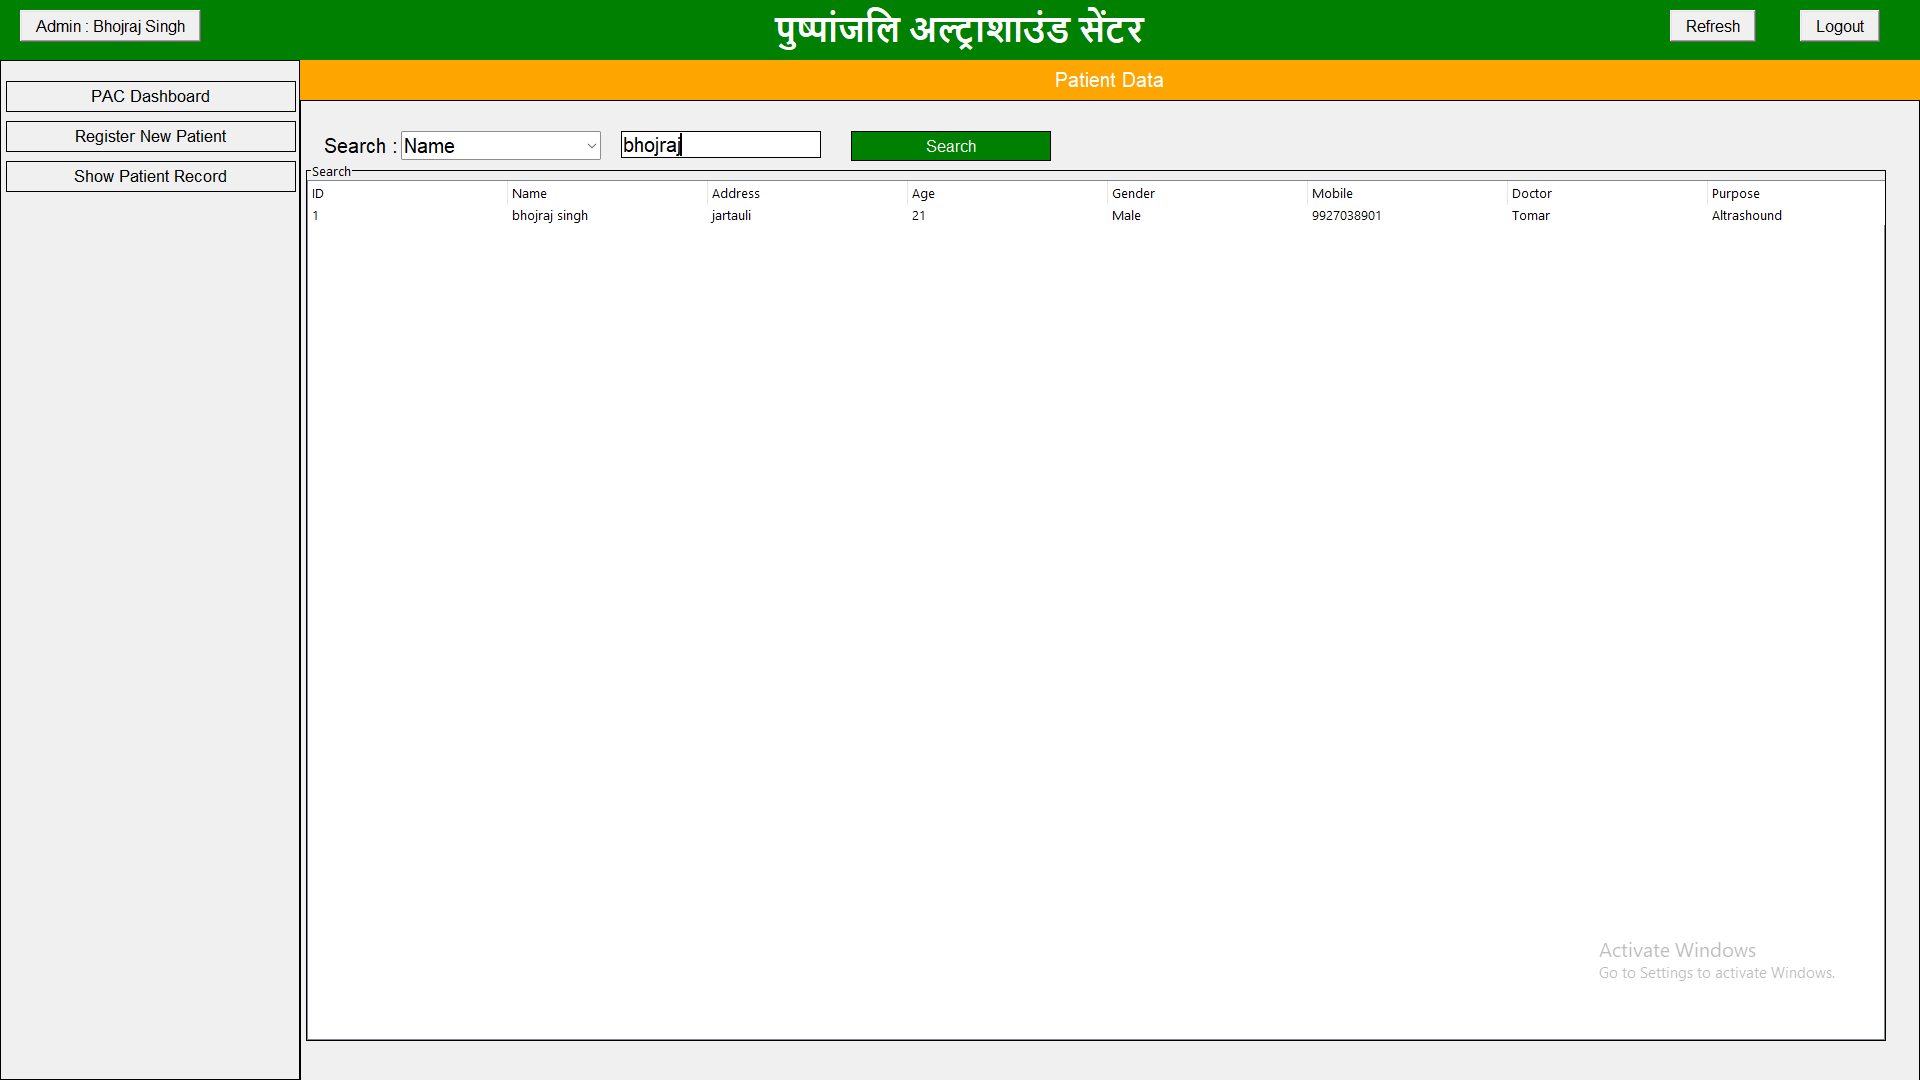 Admin : Bhojraj Singh
पुष्पांजलि अल्ट्राशाउंड सेंटर
Refresh
Logout
PAC Dashboard
Register New Patient
Show Patient Record
Patient Data
Search : Name bhojraj Search
Search
ID Name Address Age Gender Mobile Doctor Purpose
1 bhojraj singh jartauli 21 Male 9927038901 Tomar Altrashound
Activate Windows
Go to Settings to activate Windows.